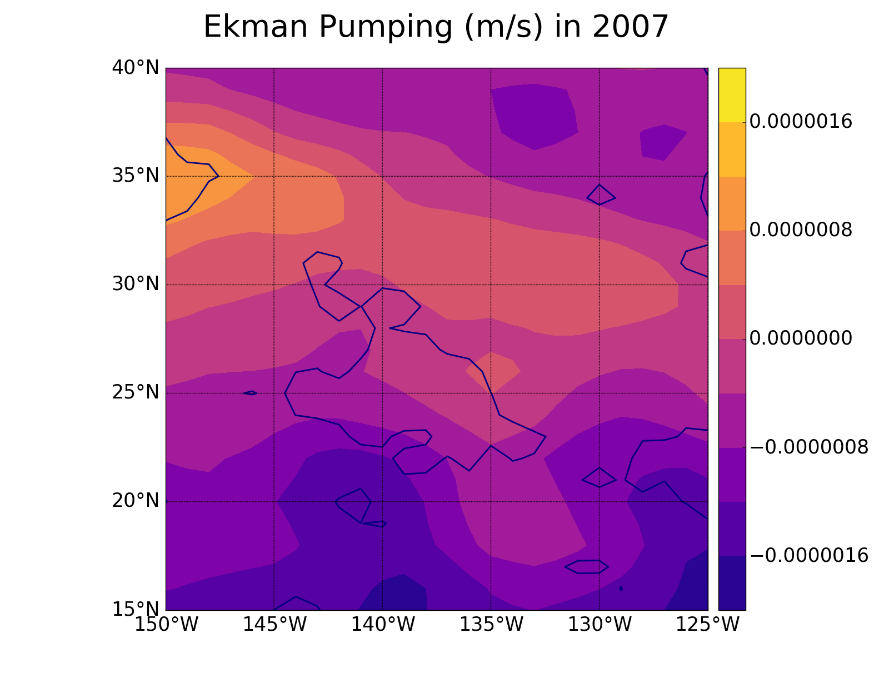 Ekman Pumping (m/s) in 2007
40°N
35°N
30°N
25°N
20°N
15°N
150°W 145°W 140°W 135°W 130°W 125°W
0.0000016
0.0000008
0.0000000
−0.0000008
−0.0000016